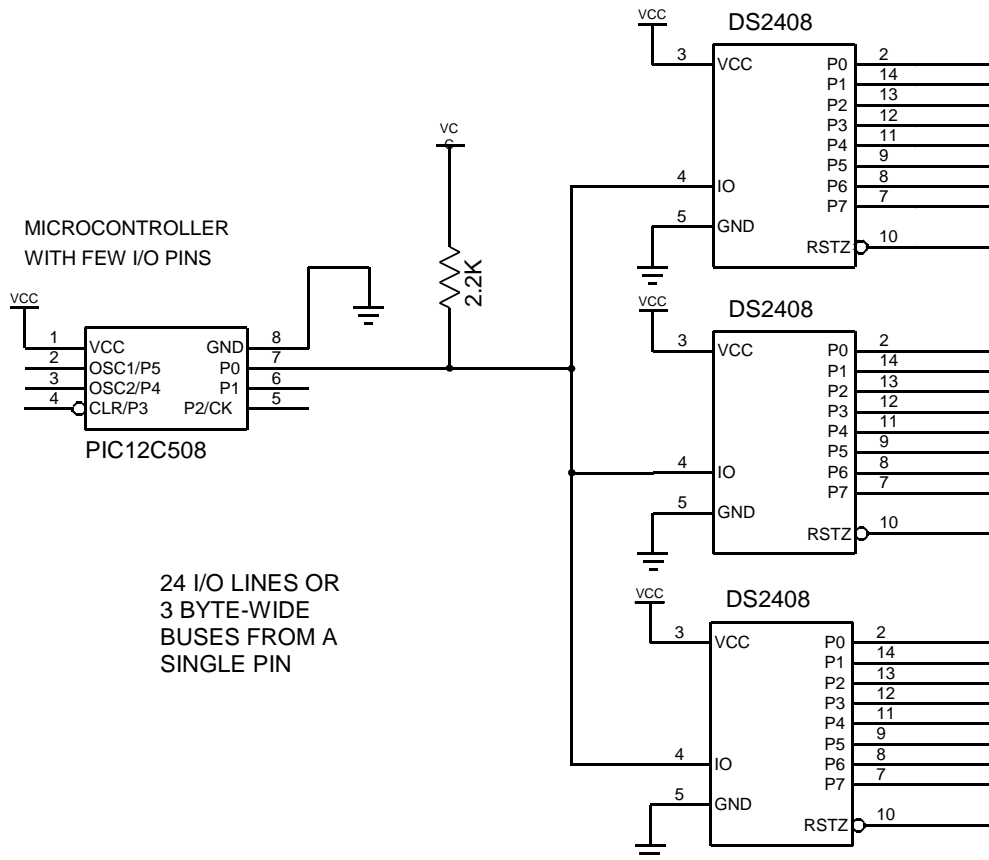 VCC
DS2408
3 VCC P0 2
P1 14
P2 13
P3 12
P4 11
P5 9
4 IO P6 8
P7 7
5 GND
RSTZ 10
VC
C
2.2K
MICROCONTROLLER
WITH FEW I/O PINS
VCC
1 VCC GND 8
2 OSC1/P5 P0 7
3 OSC2/P4 P1 6
4 CLR/P3 P2/CK 5
PIC12C508
VCC
DS2408
3 VCC P0 2
P1 14
P2 13
P3 12
P4 11
P5 9
4 IO P6 8
P7 7
5 GND
RSTZ 10
24 I/O LINES OR
3 BYTE-WIDE
BUSES FROM A
SINGLE PIN
VCC
DS2408
3 VCC P0 2
P1 14
P2 13
P3 12
P4 11
P5 9
4 IO P6 8
P7 7
5 GND
RSTZ 10